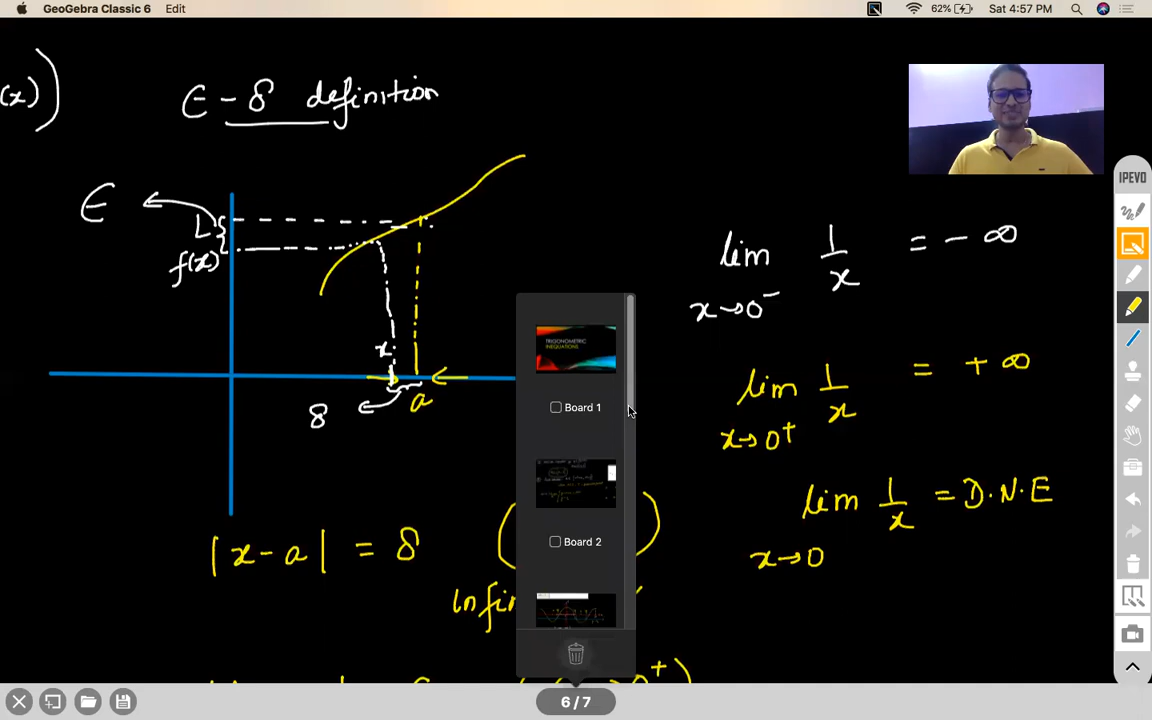 GeoGebra Classic 6 Edit 62% Sat 4:57 PM
(x))
∈ - δ definition
∈
L
f(x)
x
δ
a
|x-a| = δ
lim 1/x = - ∞
x→0⁻
lim 1/x = + ∞
x→0⁺
lim 1/x = D.N.E
x→0
IPEVO
TRIGONOMETRIC
INEQUATIONS
Board 1
Board 2
6 / 7